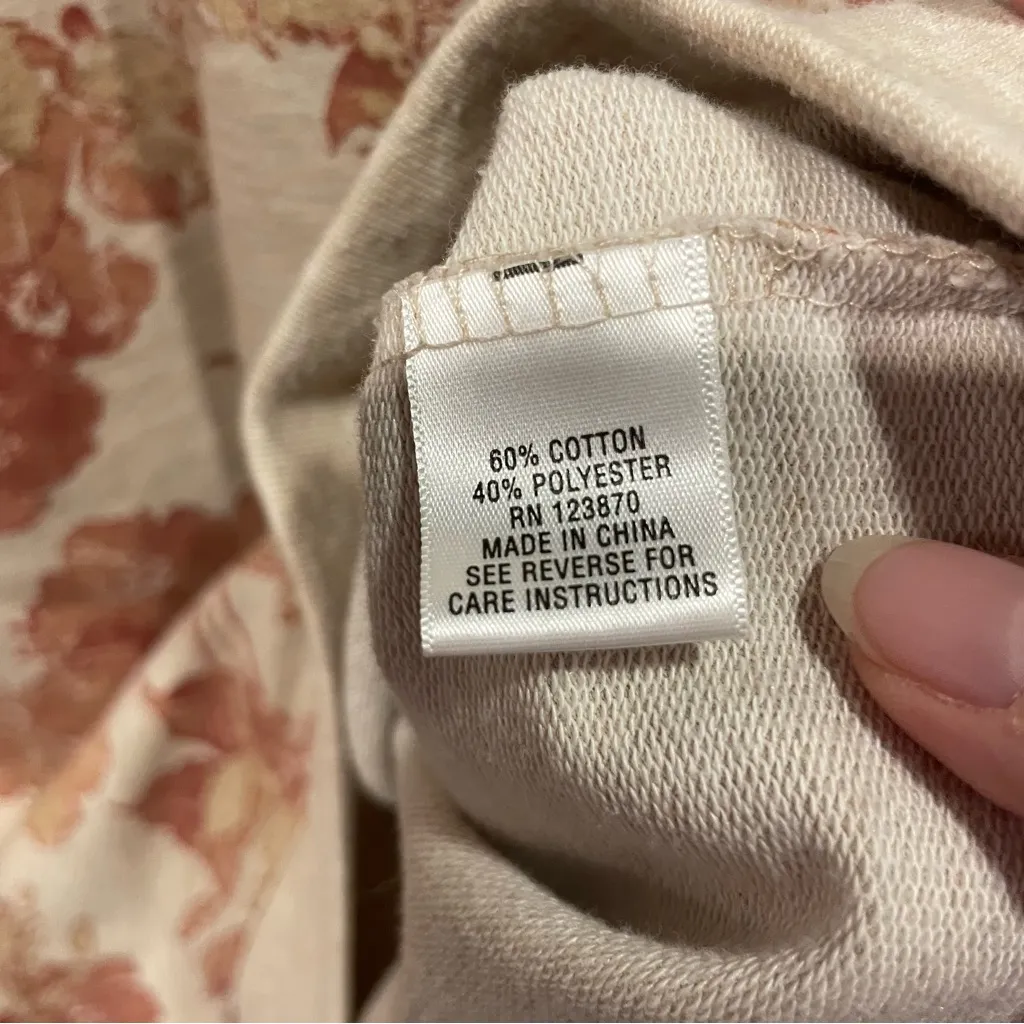 60% COTTON
40% POLYESTER
RN 123870
MADE IN CHINA
SEE REVERSE FOR
CARE INSTRUCTIONS